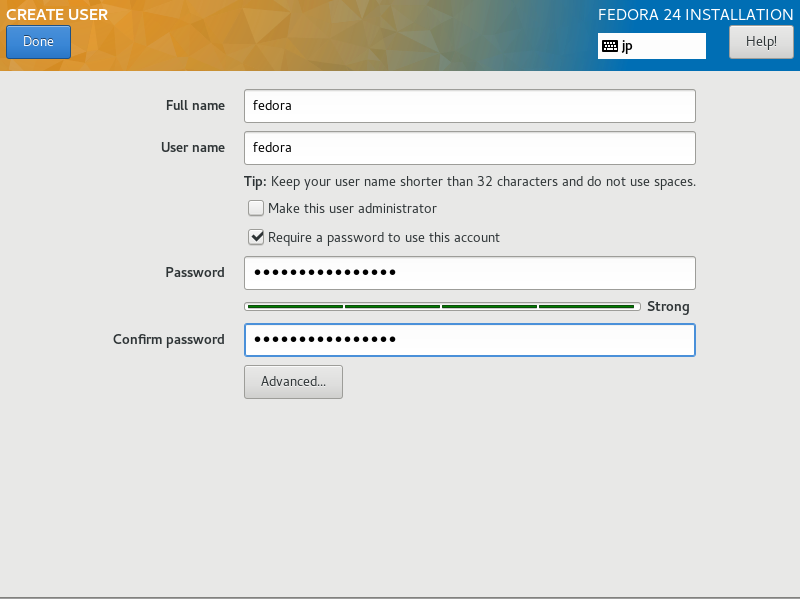 CREATE USER
FEDORA 24 INSTALLATION
Done
jp
Help!
Full name
fedora
User name
fedora
Tip: Keep your user name shorter than 32 characters and do not use spaces.
Make this user administrator
Require a password to use this account
Password
●●●●●●●●●●●●●●●●
Strong
Confirm password
●●●●●●●●●●●●●●●●
Advanced...